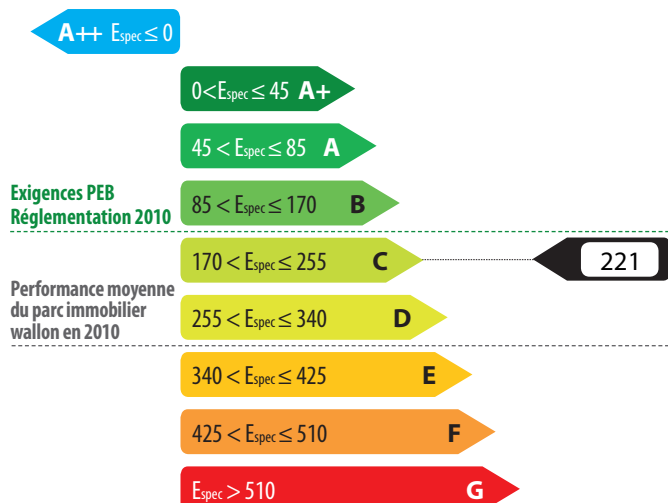 A++ Espec ≤ 0
0<Espec ≤ 45 A+
45 < Espec ≤ 85 A
Exigences PEB
Réglementation 2010
85 < Espec ≤ 170 B
170 < Espec ≤ 255 C
221
Performance moyenne
du parc immobilier
wallon en 2010
255 < Espec ≤ 340 D
340 < Espec ≤ 425 E
425 < Espec ≤ 510 F
Espec > 510 G